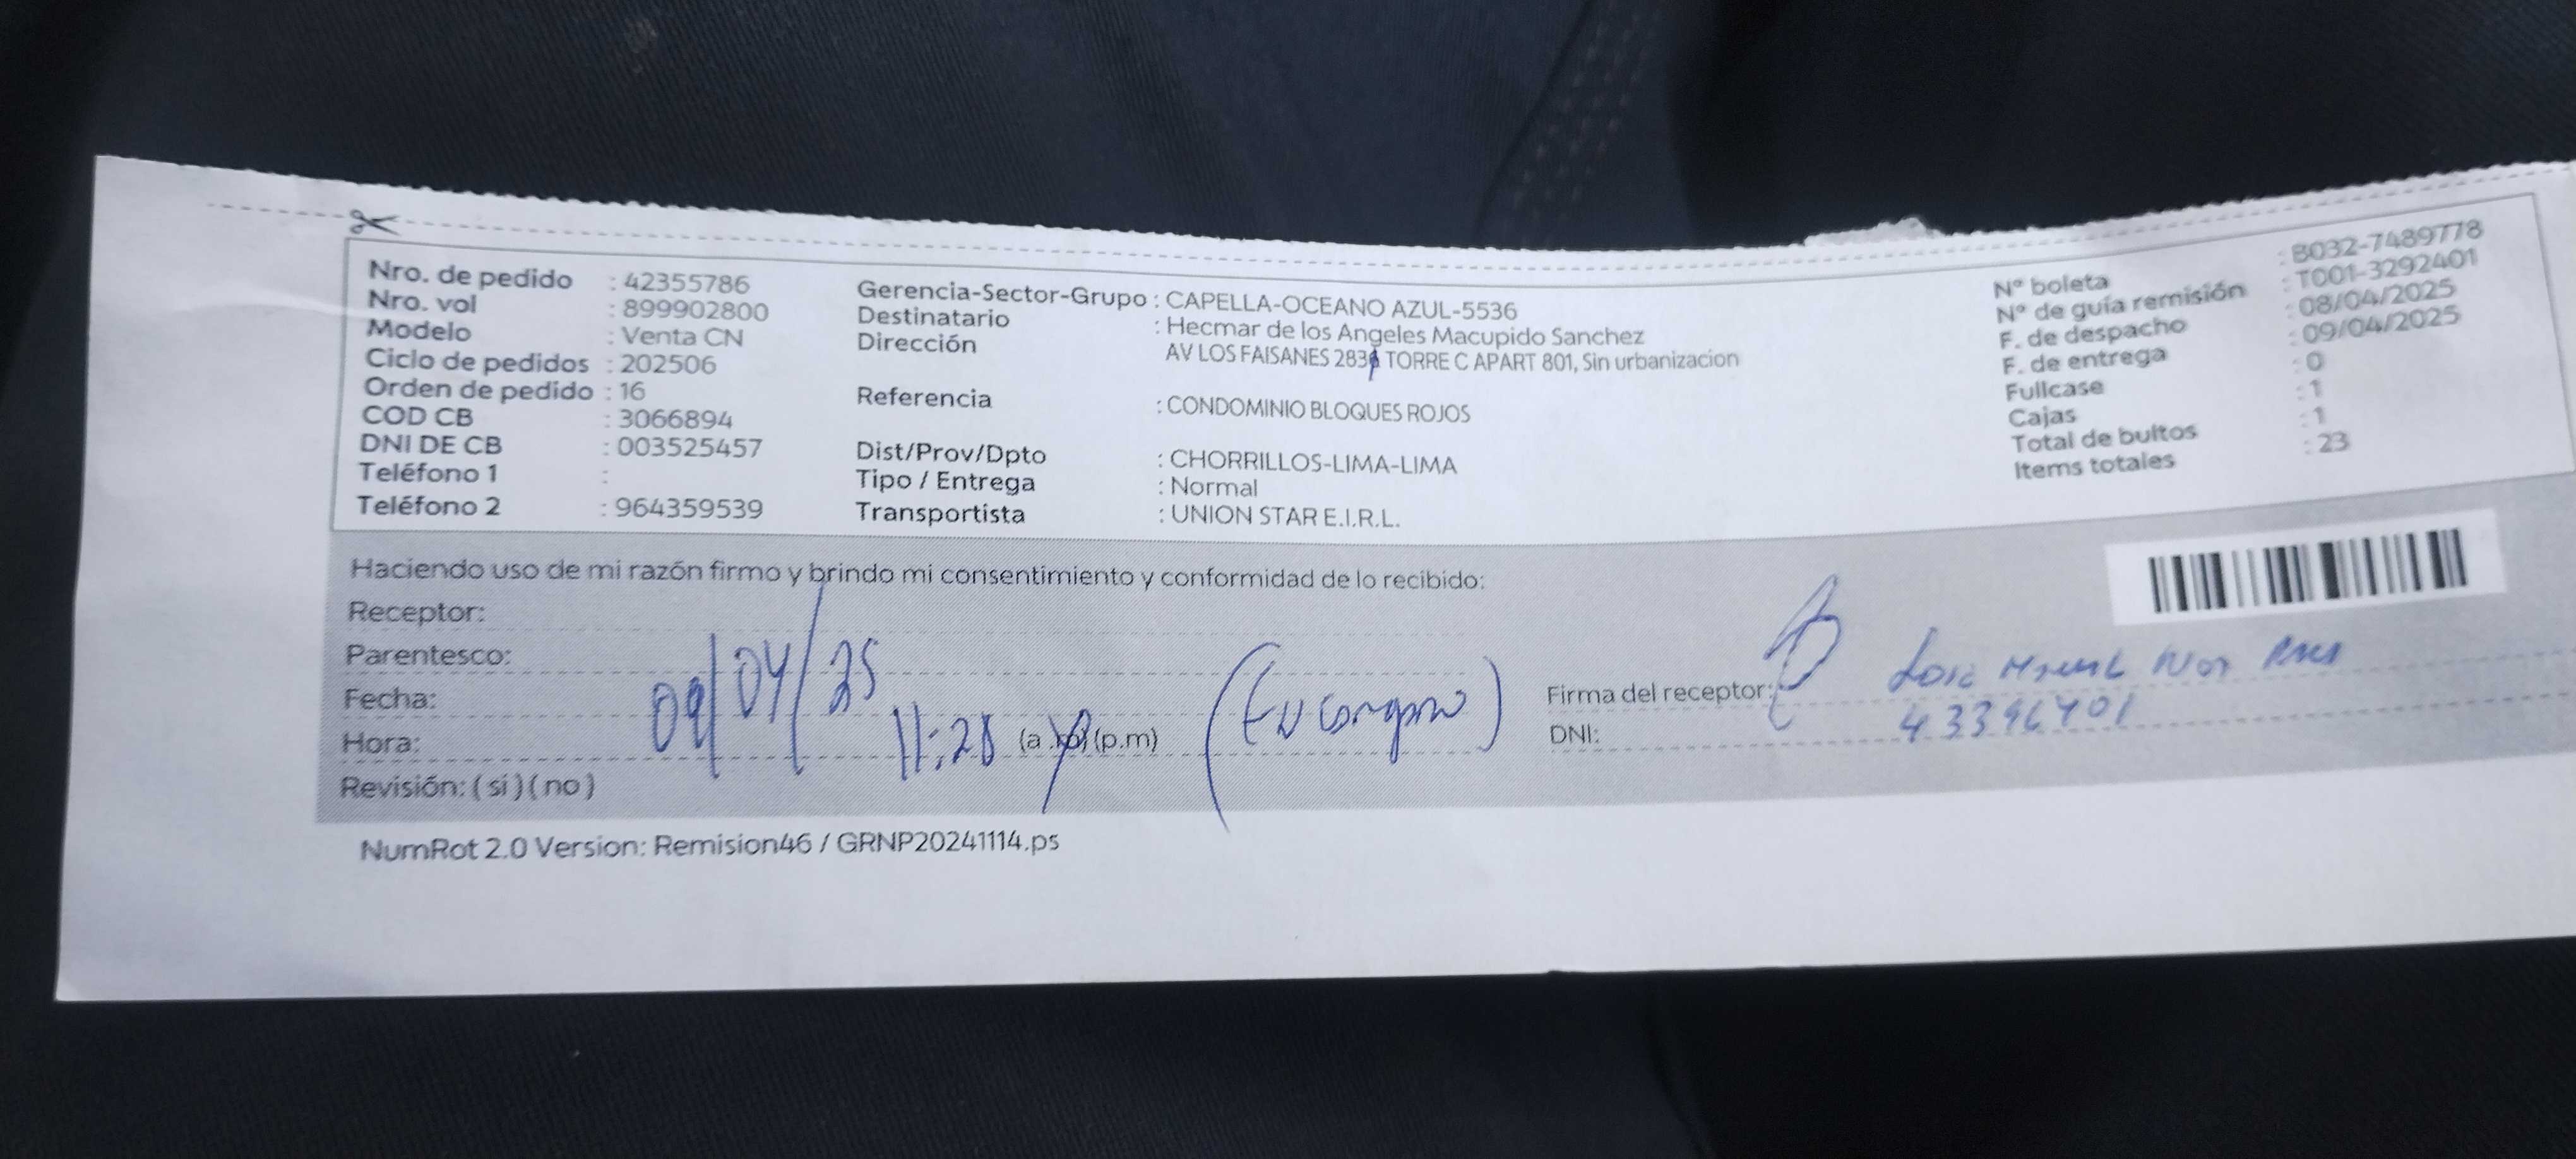 Nro. de pedido : 42355786
Nro. vol : 899902800
Modelo : Venta CN
Ciclo de pedidos : 202506
Orden de pedido : 16
COD CB : 3066894
DNI DE CB : 003525457
Teléfono 1 :
Teléfono 2 : 964359539
Gerencia-Sector-Grupo : CAPELLA-OCEANO AZUL-5536
Destinatario : Hecmar de los Angeles Macupido Sanchez
Dirección AV LOS FAISANES TORRE C APART 801, Sin urbanizacion
Referencia : CONDOMINIO BLOQUES ROJOS
Dist/Prov/Dpto : CHORRILLOS-LIMA-LIMA
Tipo / Entrega : Normal
Transportista : UNION STAR E.I.R.L.
N° boleta : B032-7489778
N° de guía remisión : T001-3292401
F. de despacho : 08/04/2025
F. de entrega : 09/04/2025
Fullcase : 0
Cajas : 1
Total de bultos : 1
Items totales : 23
Haciendo uso de mi razón firmo y brindo mi consentimiento y conformidad de lo recibido:
Receptor:
Parentesco:
Fecha: 09/04/25
Hora: 11:28 (a.m) (p.m)
Revisión: ( si ) ( no )
Firma del receptor:
DNI: 43396401
NumRot 2.0 Version: Remision46 / GRNP20241114.ps